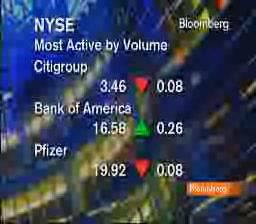 NYSE
Bloomberg
Most Active by Volume
Citigroup
3.46 ▼ 0.08
Bank of America
16.58 ▲ 0.26
Pfizer
19.92 ▼ 0.08
Bloomberg